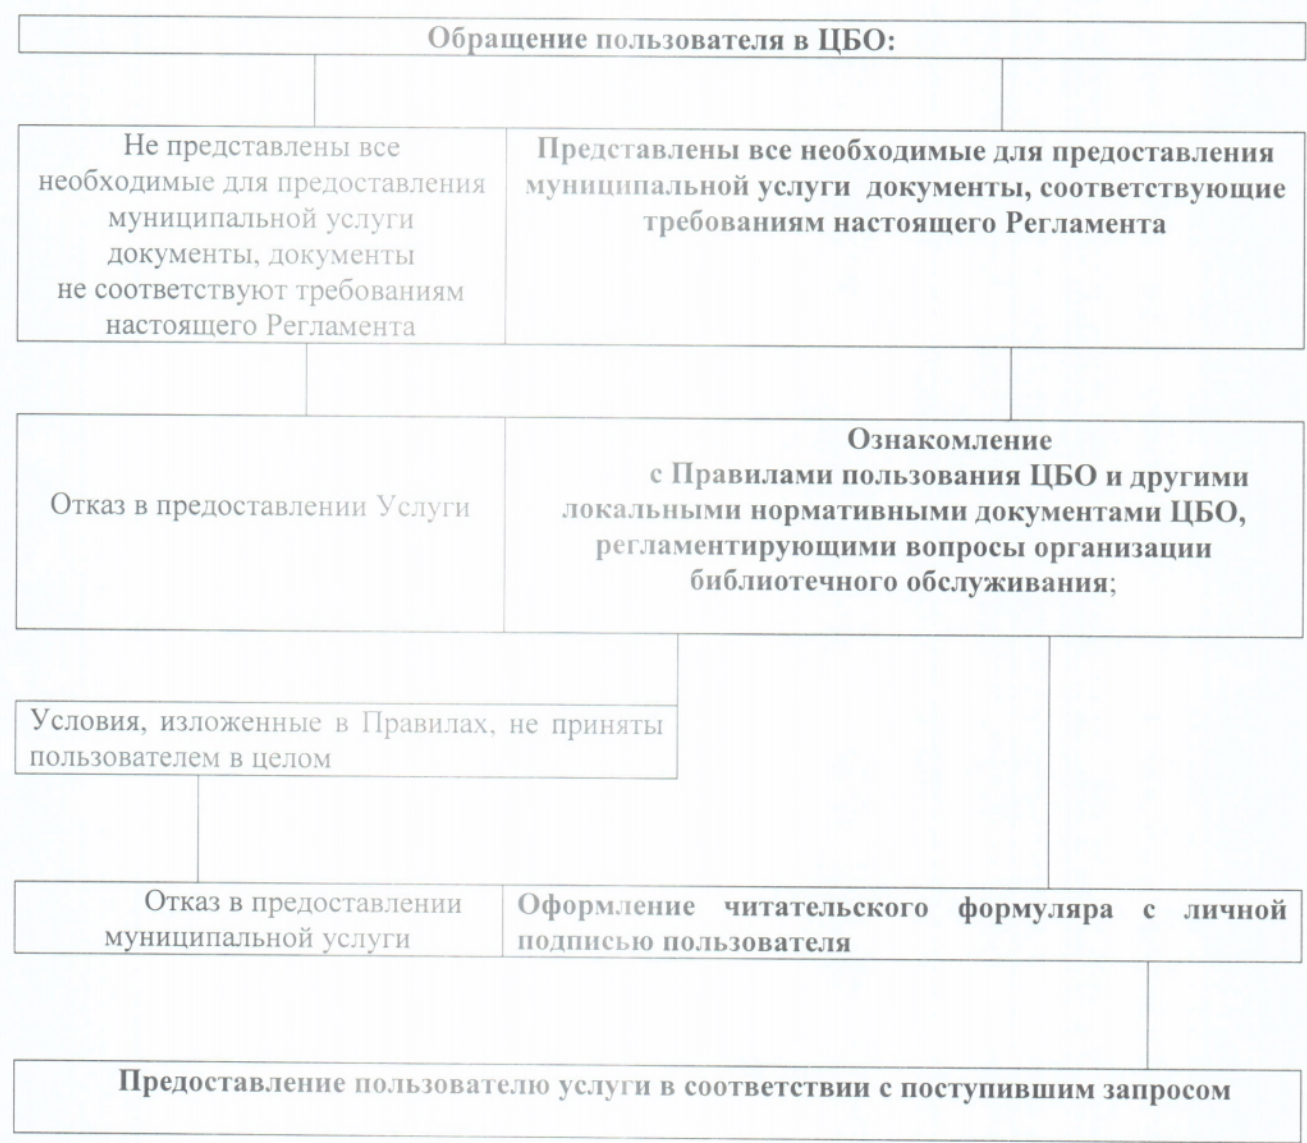 Обращение пользователя в ЦБО:
Не представлены все
необходимые для предоставления
муниципальной услуги
документы, документы
не соответствуют требованиям
настоящего Регламента
Представлены все необходимые для предоставления
муниципальной услуги документы, соответствующие
требованиям настоящего Регламента
Отказ в предоставлении Услуги
Ознакомление
с Правилами пользования ЦБО и другими
локальными нормативными документами ЦБО,
регламентирующими вопросы организации
библиотечного обслуживания;
Условия, изложенные в Правилах, не приняты
пользователем в целом
Отказ в предоставлении
муниципальной услуги
Оформление читательского формуляра с личной
подписью пользователя
Предоставление пользователю услуги в соответствии с поступившим запросом